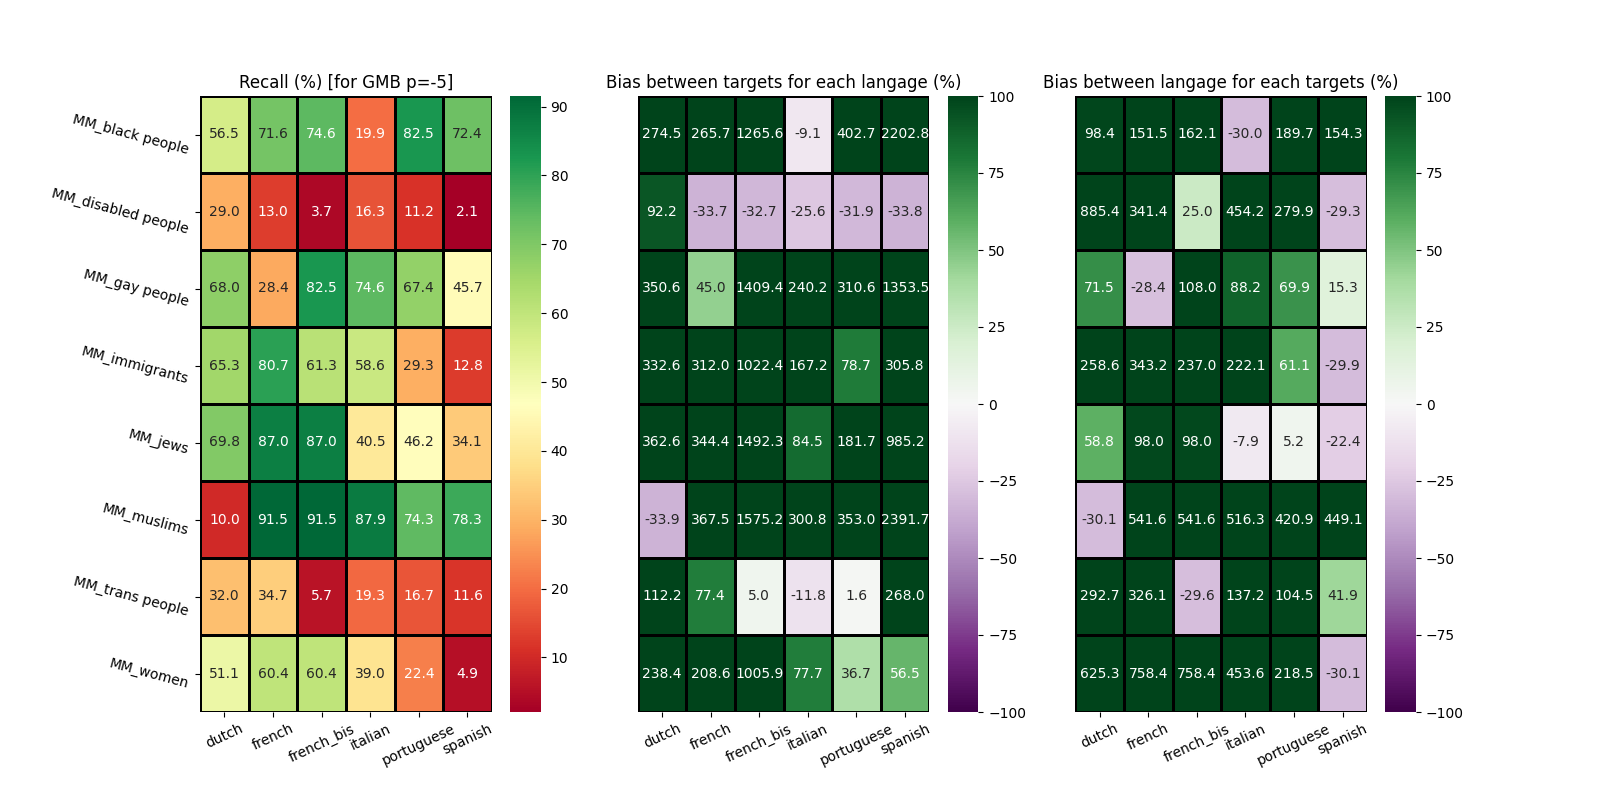 Recall (%) [for GMB p=-5]
Bias between targets for each langage (%)
Bias between langage for each targets (%)
MM_black people 56.5 71.6 74.6 19.9 82.5 72.4 274.5 265.7 1265.6 -9.1 402.7 2202.8 98.4 151.5 162.1 -30.0 189.7 154.3
MM_disabled people 29.0 13.0 3.7 16.3 11.2 2.1 92.2 -33.7 -32.7 -25.6 -31.9 -33.8 885.4 341.4 25.0 454.2 279.9 -29.3
MM_gay people 68.0 28.4 82.5 74.6 67.4 45.7 350.6 45.0 1409.4 240.2 310.6 1353.5 71.5 -28.4 108.0 88.2 69.9 15.3
MM_immigrants 65.3 80.7 61.3 58.6 29.3 12.8 332.6 312.0 1022.4 167.2 78.7 305.8 258.6 343.2 237.0 222.1 61.1 -29.9
MM_jews 69.8 87.0 87.0 40.5 46.2 34.1 362.6 344.4 1492.3 84.5 181.7 985.2 58.8 98.0 98.0 -7.9 5.2 -22.4
MM_muslims 10.0 91.5 91.5 87.9 74.3 78.3 -33.9 367.5 1575.2 300.8 353.0 2391.7 -30.1 541.6 541.6 516.3 420.9 449.1
MM_trans people 32.0 34.7 5.7 19.3 16.7 11.6 112.2 77.4 5.0 -11.8 1.6 268.0 292.7 326.1 -29.6 137.2 104.5 41.9
MM_women 51.1 60.4 60.4 39.0 22.4 4.9 238.4 208.6 1005.9 77.7 36.7 56.5 625.3 758.4 758.4 453.6 218.5 -30.1
dutch french french_bis italian portuguese spanish
dutch french french_bis italian portuguese spanish
dutch french french_bis italian portuguese spanish
90
80
70
60
50
40
30
20
10
100
75
50
25
0
−25
−50
−75
−100
100
75
50
25
0
−25
−50
−75
−100